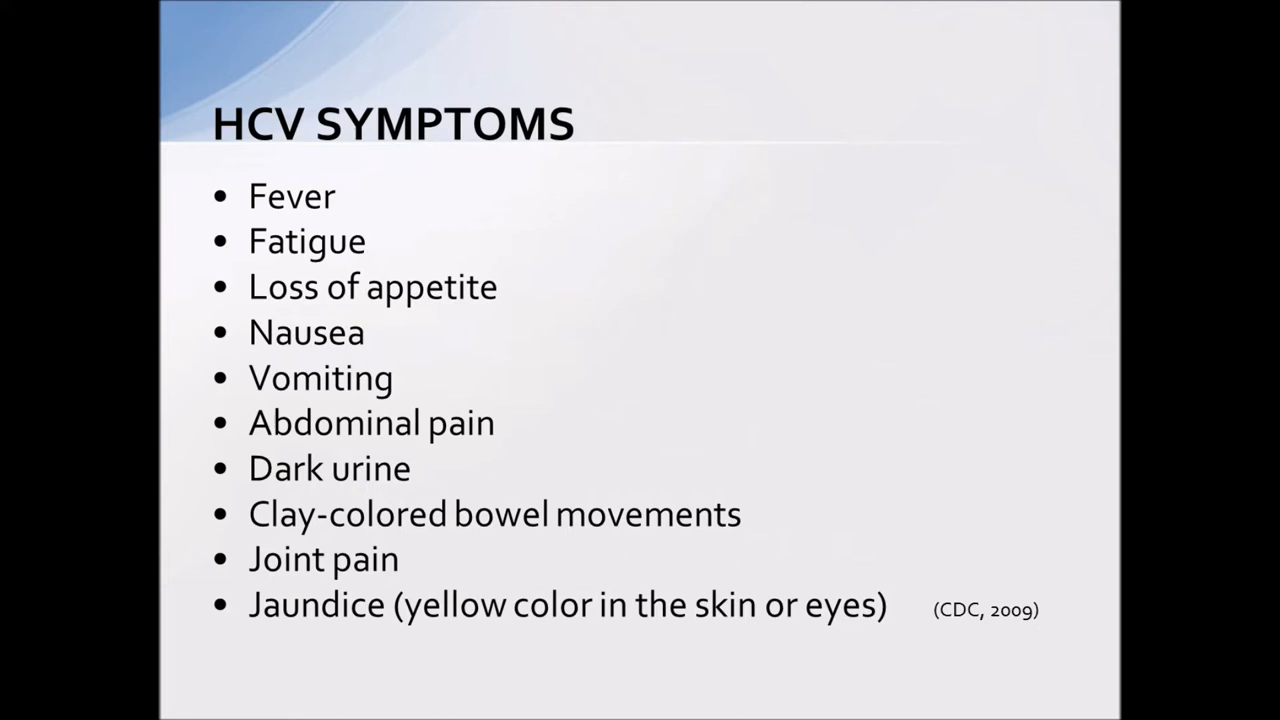 HCV SYMPTOMS
• Fever
• Fatigue
• Loss of appetite
• Nausea
• Vomiting
• Abdominal pain
• Dark urine
• Clay-colored bowel movements
• Joint pain
• Jaundice (yellow color in the skin or eyes) (CDC, 2009)